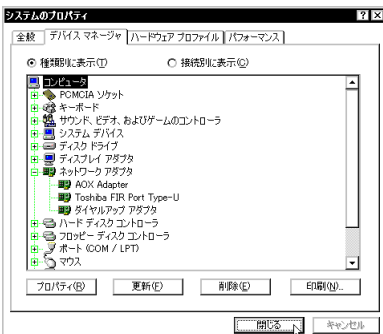 システムのプロパティ
全般 デバイス マネージャ ハードウェア プロファイル パフォーマンス
種類別に表示(T) 接続別に表示(C)
コンピュータ
PCMCIA ソケット
キーボード
サウンド、ビデオ、およびゲームのコントローラ
システム デバイス
ディスク ドライブ
ディスプレイ アダプタ
ネットワーク アダプタ
AOX Adapter
Toshiba FIR Port Type-U
ダイヤルアップ アダプタ
ハード ディスク コントローラ
フロッピー ディスク コントローラ
ポート (COM / LPT)
マウス
プロパティ(R) 更新(F) 削除(E) 印刷(N)..
閉じる キャンセル